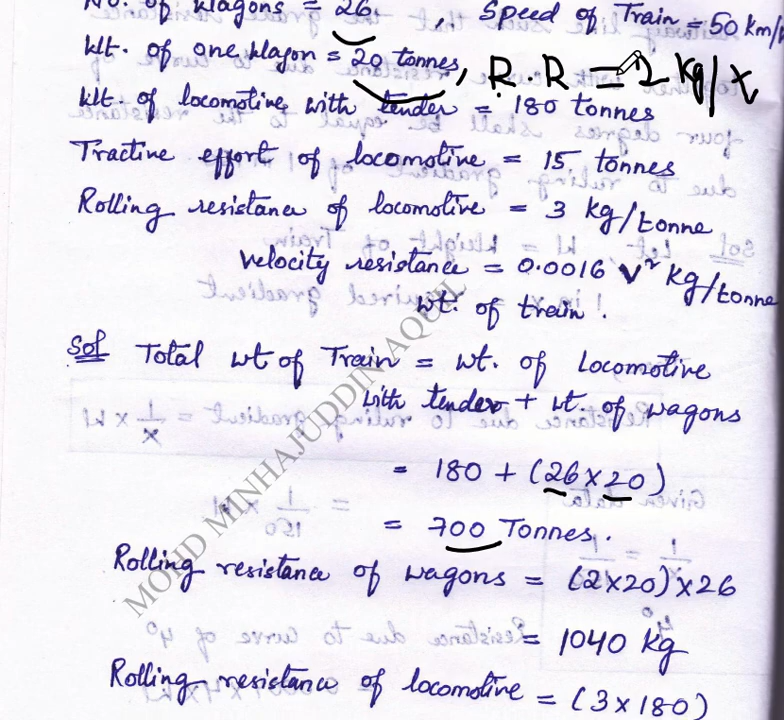 No. of Wagons = 26, Speed of Train = 50 Km/
Wt. of one Wagon = 20 tonnes, R.R = 2 kg/t
Wt. of locomotive with tender = 180 tonnes
Tractive effort of locomotive = 15 tonnes
Rolling resistance of locomotive = 3 kg/tonne
velocity resistance = 0.0016 V² kg/tonne
wt. of train.
Sol Total wt of Train = wt. of Locomotive
with tender + wt. of wagons
= 180 + (26×20)
= 700 Tonnes.
Rolling resistance of wagons = (2×20)×26
= 1040 Kg
Rolling resistance of locomotive = (3×180)
MOHD MINHAJUDDIN AQUIL